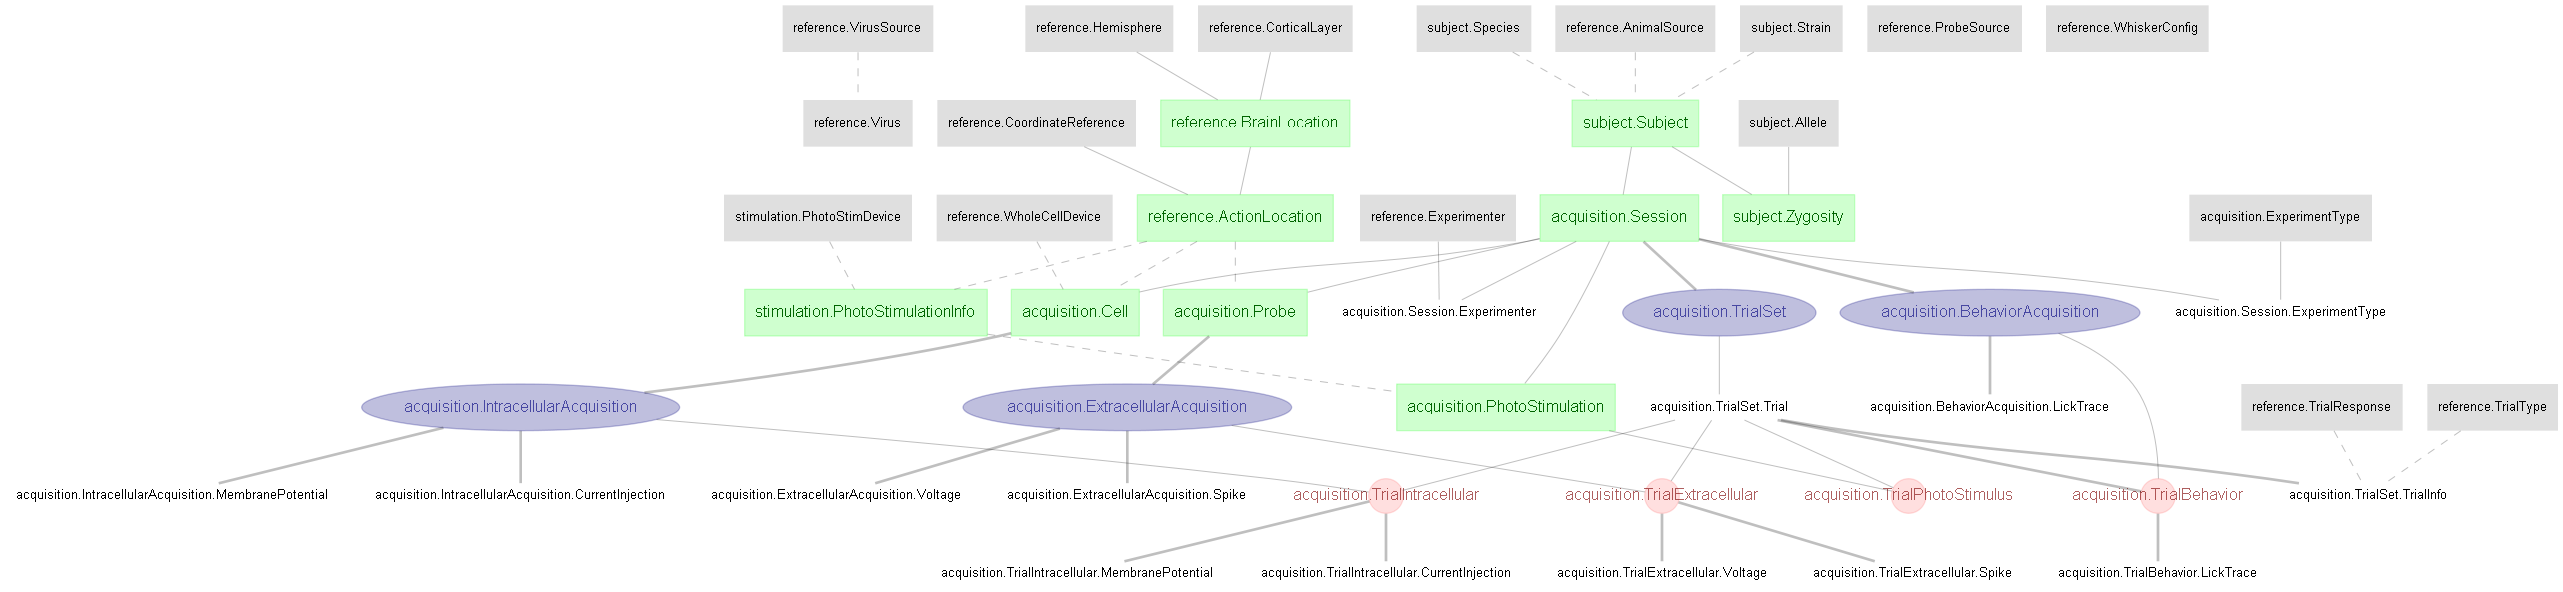 reference.VirusSource
reference.Hemisphere
reference.CorticalLayer
subject.Species
reference.AnimalSource
subject.Strain
reference.ProbeSource
reference.WhiskerConfig
reference.Virus
reference.CoordinateReference
reference.BrainLocation
subject.Subject
subject.Allele
stimulation.PhotoStimDevice
reference.WholeCellDevice
reference.ActionLocation
reference.Experimenter
acquisition.Session
subject.Zygosity
acquisition.ExperimentType
stimulation.PhotoStimulationInfo
acquisition.Cell
acquisition.Probe
acquisition.Session.Experimenter
acquisition.TrialSet
acquisition.BehaviorAcquisition
acquisition.Session.ExperimentType
acquisition.IntracellularAcquisition
acquisition.ExtracellularAcquisition
acquisition.PhotoStimulation
acquisition.TrialSet.Trial
acquisition.BehaviorAcquisition.LickTrace
reference.TrialResponse
reference.TrialType
acquisition.IntracellularAcquisition.MembranePotential
acquisition.IntracellularAcquisition.CurrentInjection
acquisition.ExtracellularAcquisition.Voltage
acquisition.ExtracellularAcquisition.Spike
acquisition.TrialIntracellular
acquisition.TrialExtracellular
acquisition.TrialPhotoStimulus
acquisition.TrialBehavior
acquisition.TrialSet.TrialInfo
acquisition.TrialIntracellular.MembranePotential
acquisition.TrialIntracellular.CurrentInjection
acquisition.TrialExtracellular.Voltage
acquisition.TrialExtracellular.Spike
acquisition.TrialBehavior.LickTrace